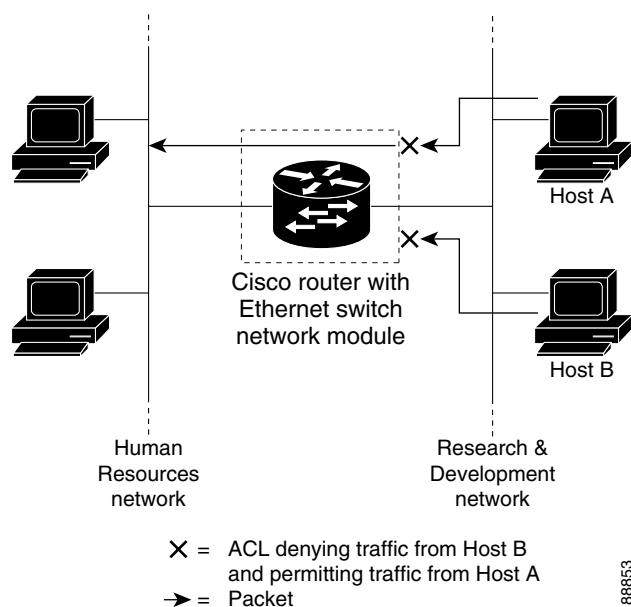 Host A
Cisco router with
Ethernet switch
network module
Host B
Human
Resources
network
Research &
Development
network
X = ACL denying traffic from Host B
and permitting traffic from Host A
→ = Packet
88853